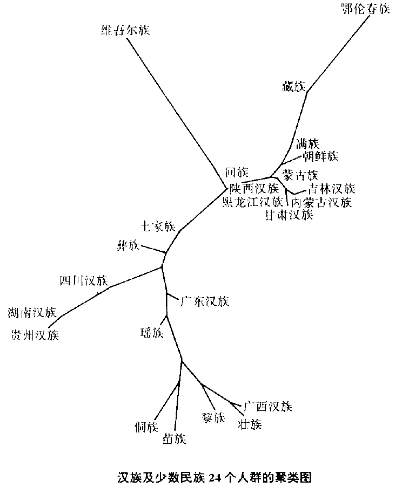 鄂伦春族
维吾尔族
藏族
满族
朝鲜族
回族
蒙古族
陕西汉族
吉林汉族
黑龙江汉族
内蒙古汉族
甘肃汉族
土家族
彝族
四川汉族
广东汉族
湖南汉族
贵州汉族
瑶族
广西汉族
侗族
黎族
壮族
苗族
汉族及少数民族 24 个人群的聚类图